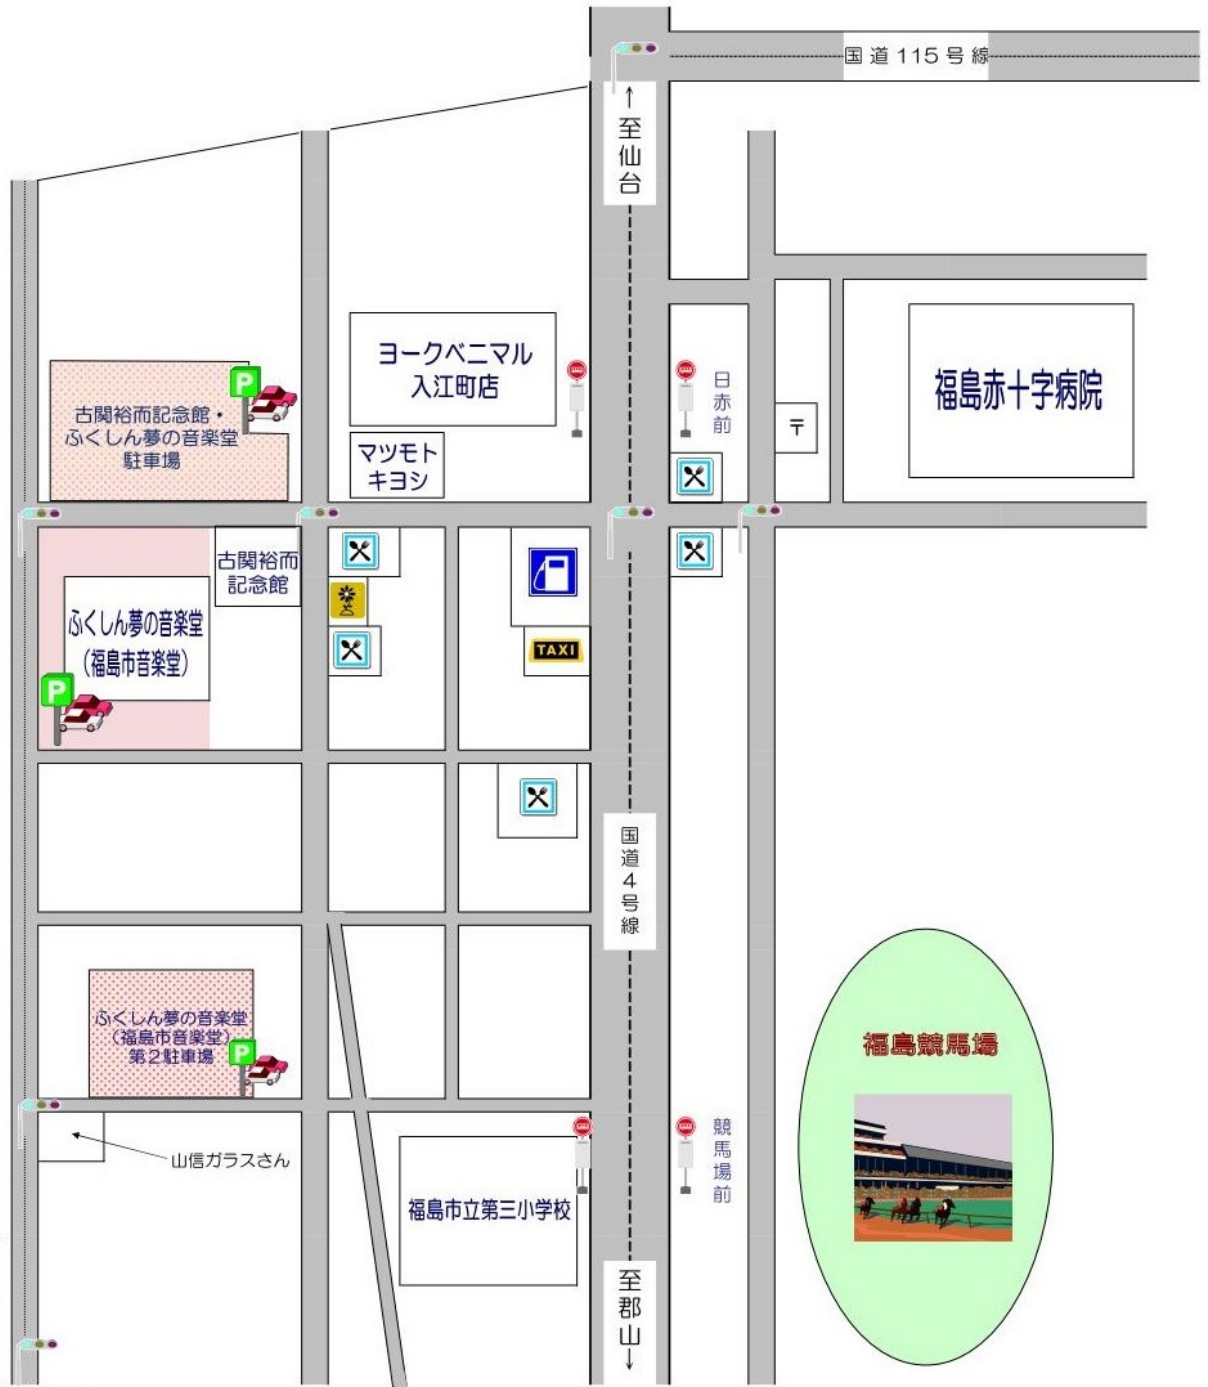 国道115号線
↑
至仙台
ヨークベニマル
入江町店
日赤前
福島赤十字病院
P
古関裕而記念館・
ふくしん夢の音楽堂
駐車場
マツモト
キヨシ
〒
古関裕而
記念館
ふくしん夢の音楽堂
(福島市音楽堂)
P
TAXI
国道4号線
ふくしん夢の音楽堂
(福島市音楽堂)
第2駐車場
P
福島競馬場
山信ガラスさん
競馬場前
福島市立第三小学校
至郡山
↓